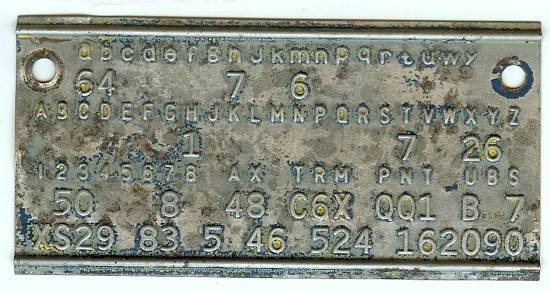 abcdefghJkmnpqrtuwy
64 7 6
ABCDEFGHJKLMNPQRSTVWXYZ
1 7 26
12345678 AX TRM PNT UBS
50 8 48 C6X QQ1 B 7
XS29 83 5 46 524 162090